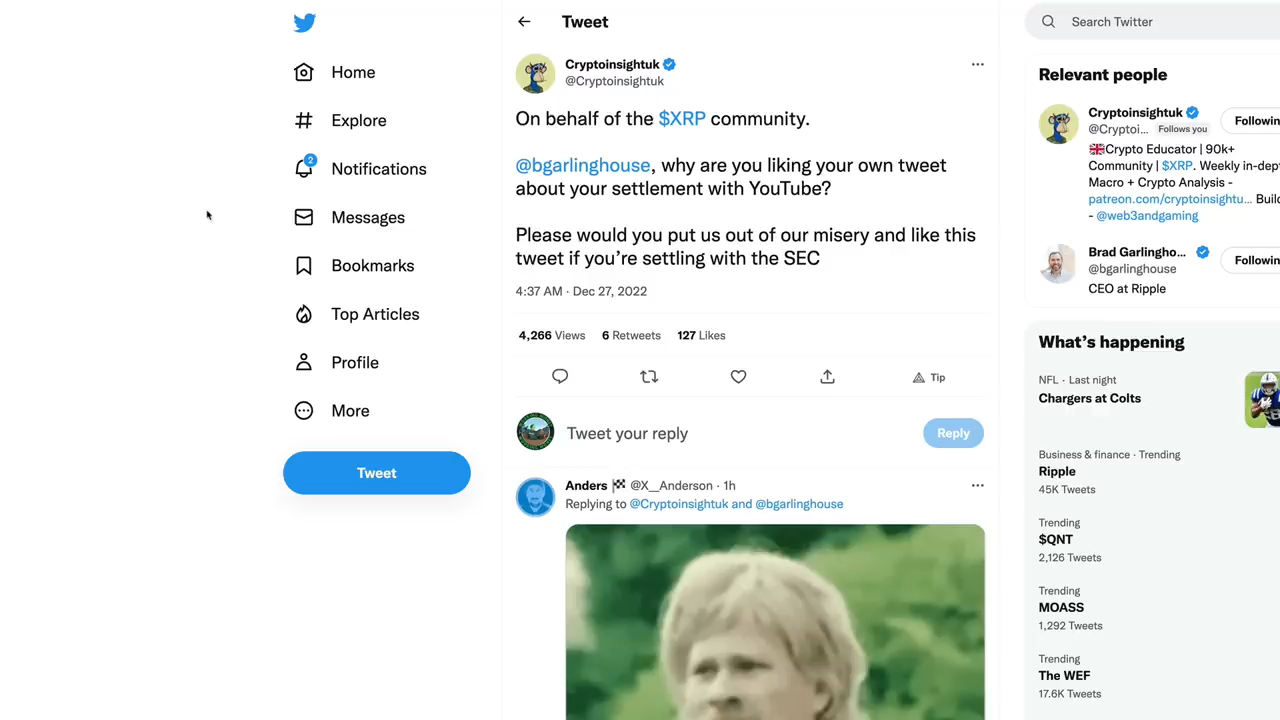 Home
Explore
2
Notifications
Messages
Bookmarks
Top Articles
Profile
More
Tweet
Tweet
Cryptoinsightuk
@Cryptoinsightuk
On behalf of the $XRP community.
@bgarlinghouse, why are you liking your own tweet
about your settlement with YouTube?
Please would you put us out of our misery and like this
tweet if you’re settling with the SEC
4:37 AM · Dec 27, 2022
4,266 Views 6 Retweets 127 Likes
Tip
Tweet your reply
Reply
Anders @X__Anderson · 1h
Replying to @Cryptoinsightuk and @bgarlinghouse
Search Twitter
Relevant people
Cryptoinsightuk
@Cryptoi... Follows you
Followin
Crypto Educator | 90k+
Community | $XRP. Weekly in-dep
Macro + Crypto Analysis -
patreon.com/cryptoinsightu... Buil
- @web3andgaming
Brad Garlingho...
@bgarlinghouse
Followin
CEO at Ripple
What’s happening
NFL · Last night
Chargers at Colts
Business & finance · Trending
Ripple
45K Tweets
Trending
$QNT
2,126 Tweets
Trending
MOASS
1,292 Tweets
Trending
The WEF
17.6K Tweets